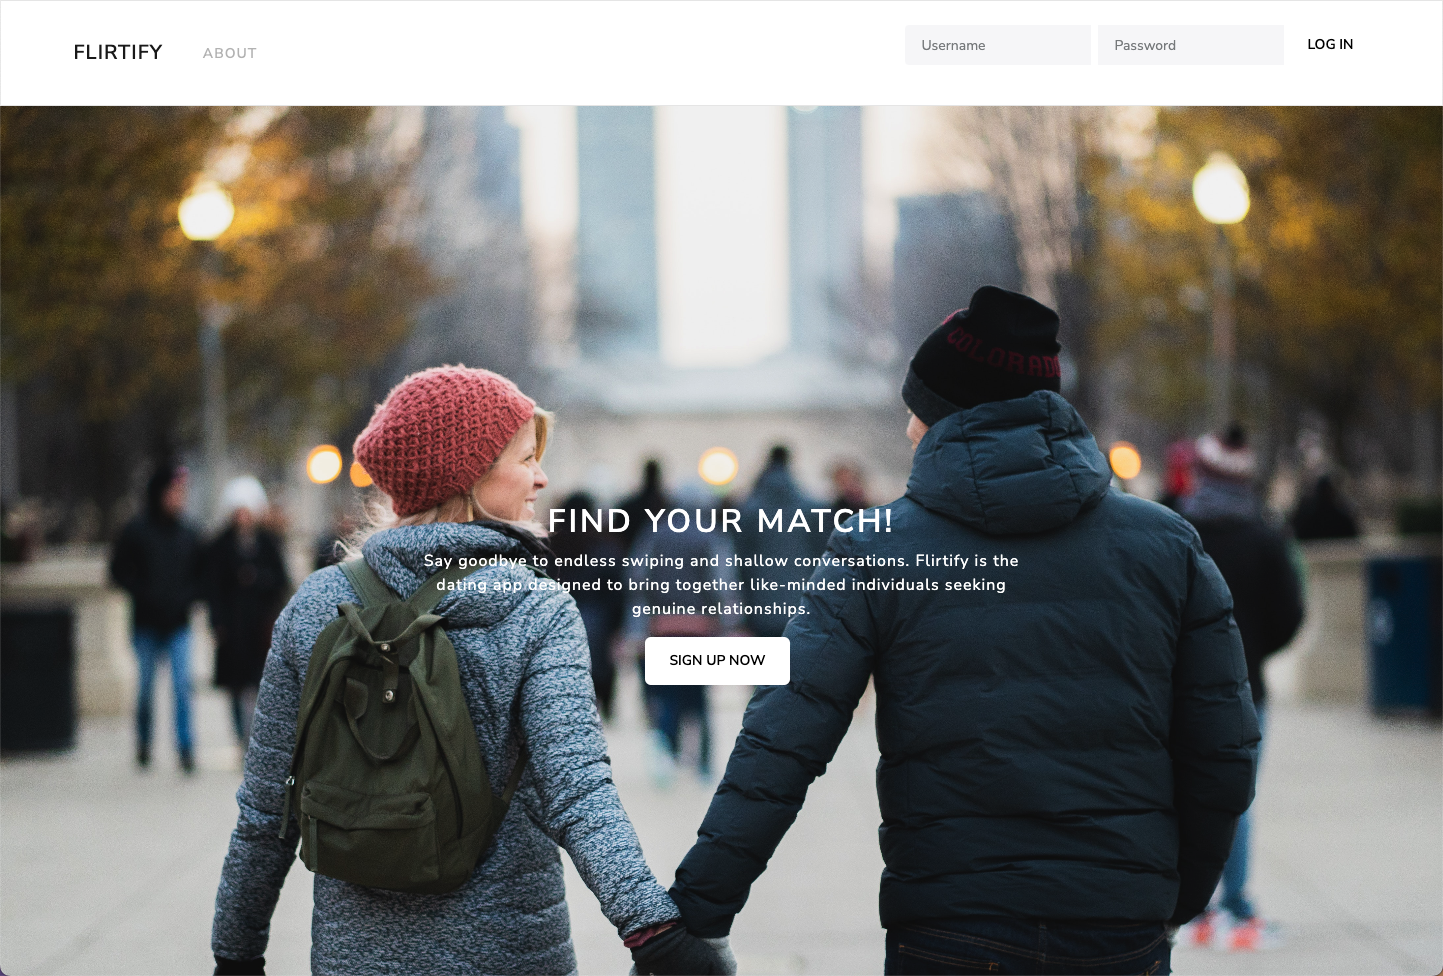 FLIRTIFY ABOUT Username Password LOG IN
COLORADO
FIND YOUR MATCH!
Say goodbye to endless swiping and shallow conversations. Flirtify is the
dating app designed to bring together like-minded individuals seeking
genuine relationships.
SIGN UP NOW